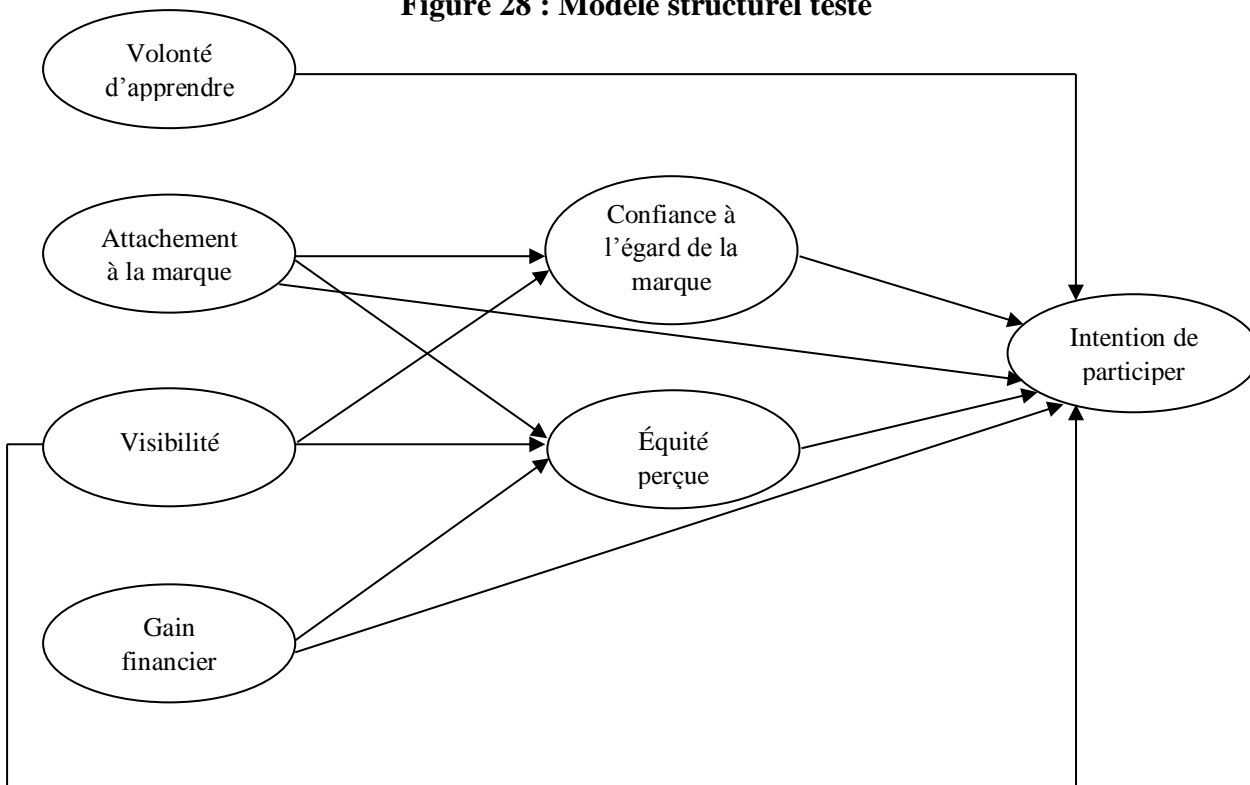 Figure 28 : Modèle structurel testé
Volonté
d’apprendre
Attachement
à la marque
Confiance à
l’égard de la
marque
Intention de
participer
Visibilité
Équité
perçue
Gain
financier